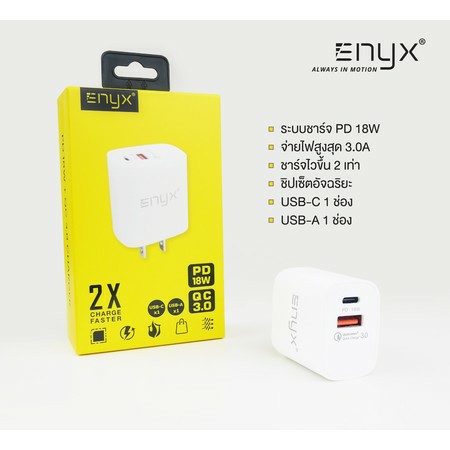 Enyx®
ALWAYS IN MOTION
ระบบชาร์จ PD 18W
จ่ายไฟสูงสุด 3.0A
ชาร์จไวขึ้น 2 เท่า
ชิปเซ็ตอัจฉริยะ
USB-C 1 ช่อง
USB-A 1 ช่อง
Enyx
Enyx
PD
18W
QC
3.0
2X
CHARGE
FASTER
USB-C
x1
USB-A
x1
Enyx